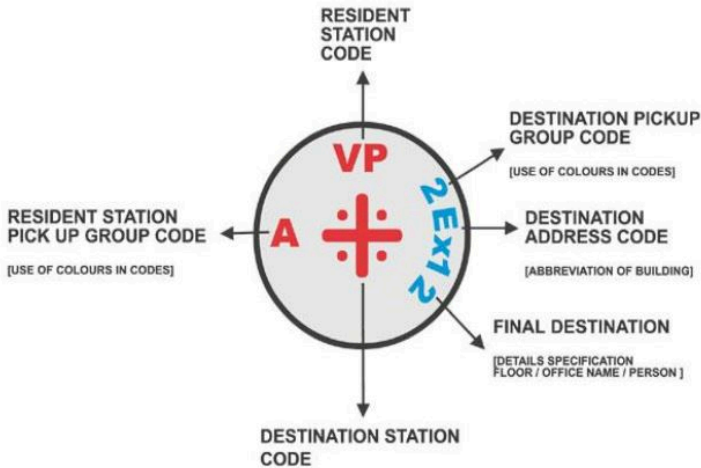 RESIDENT
STATION
CODE
DESTINATION PICKUP
GROUP CODE
[USE OF COLOURS IN CODES]
VP
2Ex12
A
RESIDENT STATION
PICK UP GROUP CODE
[USE OF COLOURS IN CODES]
DESTINATION
ADDRESS CODE
[ABBREVIATION OF BUILDING]
FINAL DESTINATION
[DETAILS SPECIFICATION
FLOOR / OFFICE NAME / PERSON ]
DESTINATION STATION
CODE